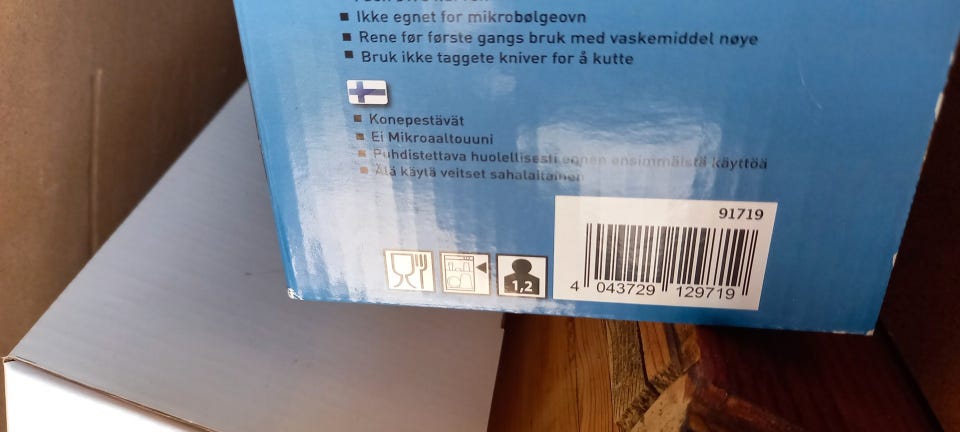 Ikke egnet for mikrobølgeovn
Rene før første gangs bruk med vaskemiddel nøye
Bruk ikke taggete kniver for å kutte
Konepestävät
Ei Mikroaaltouuni
Puhdistettava huolellisesti ennen ensimmäistä käyttöä
Älä käylä veitset sahalaitainen
91719
1,2
4 043729 129719